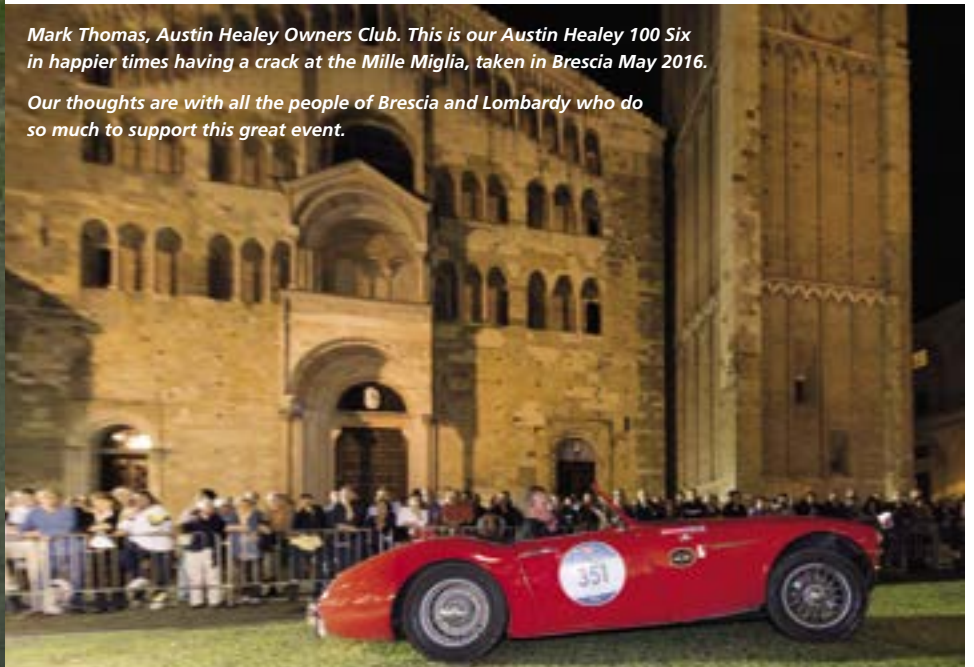 Mark Thomas, Austin Healey Owners Club. This is our Austin Healey 100 Six
in happier times having a crack at the Mille Miglia, taken in Brescia May 2016.
Our thoughts are with all the people of Brescia and Lombardy who do
so much to support this great event.
351